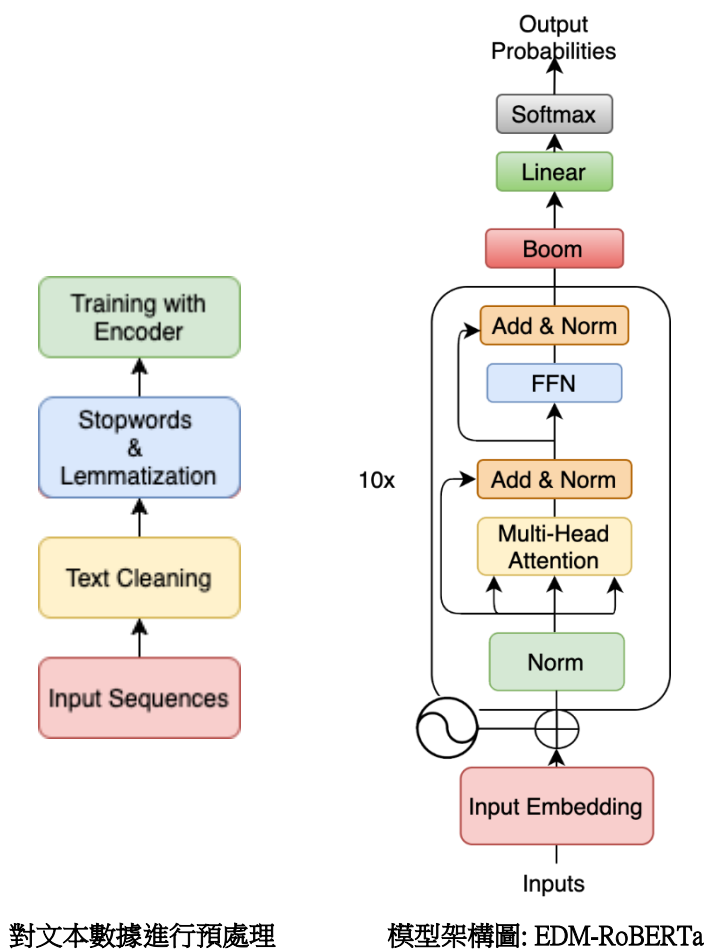 Training with
Encoder
Stopwords
&
Lemmatization
Text Cleaning
Input Sequences
對文本數據進行預處理
Output
Probabilities
Softmax
Linear
Boom
Add & Norm
FFN
10x
Add & Norm
Multi-Head
Attention
Norm
Input Embedding
Inputs
模型架構圖: EDM-RoBERTa